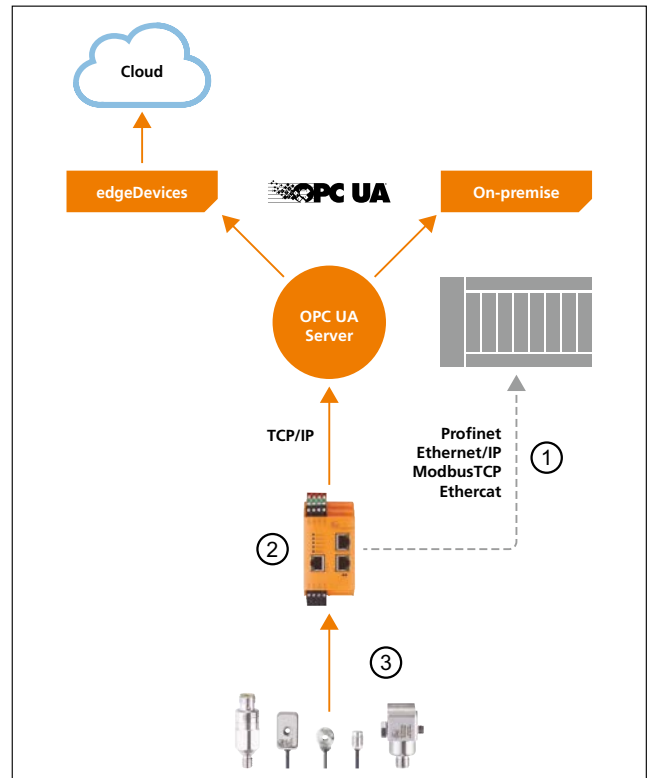 Cloud
edgeDevices
OPC UA
On-premise
OPC UA
Server
TCP/IP
Profinet
Ethernet/IP
ModbusTCP
Ethercat
1
2
3